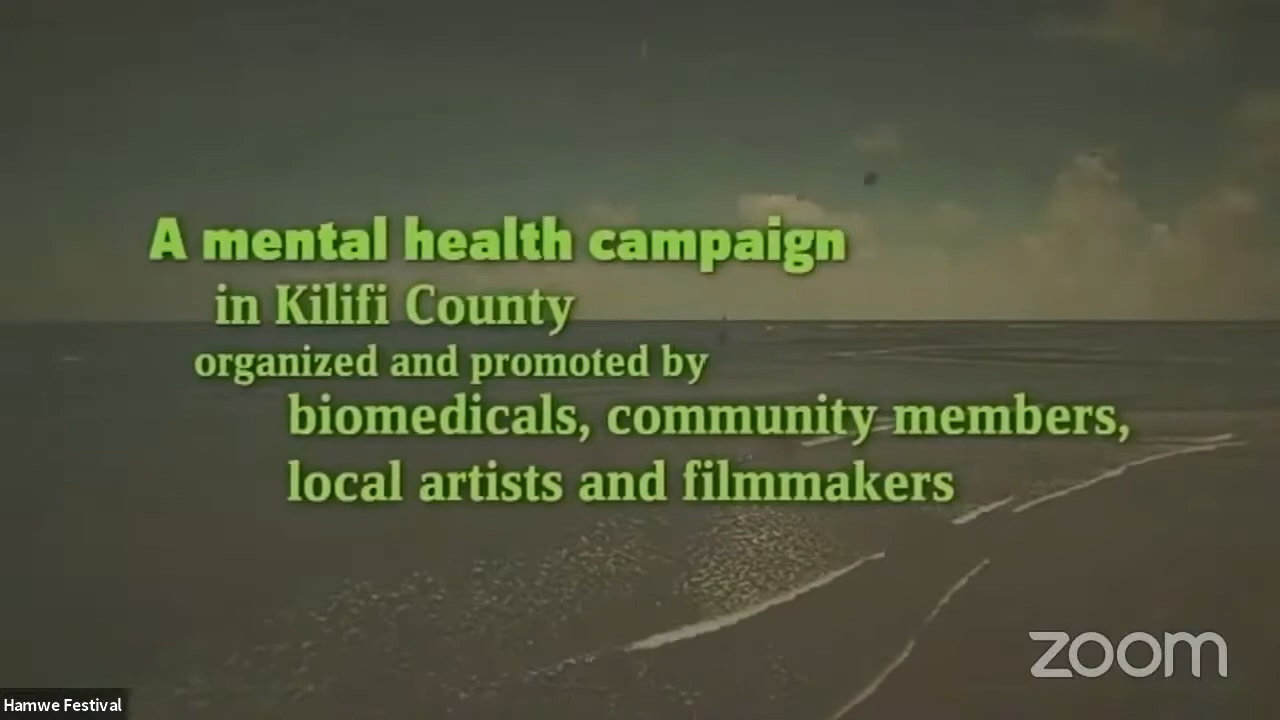 A mental health campaign
in Kilifi County
organized and promoted by
biomedicals, community members,
local artists and filmmakers
zoom
Hamwe Festival